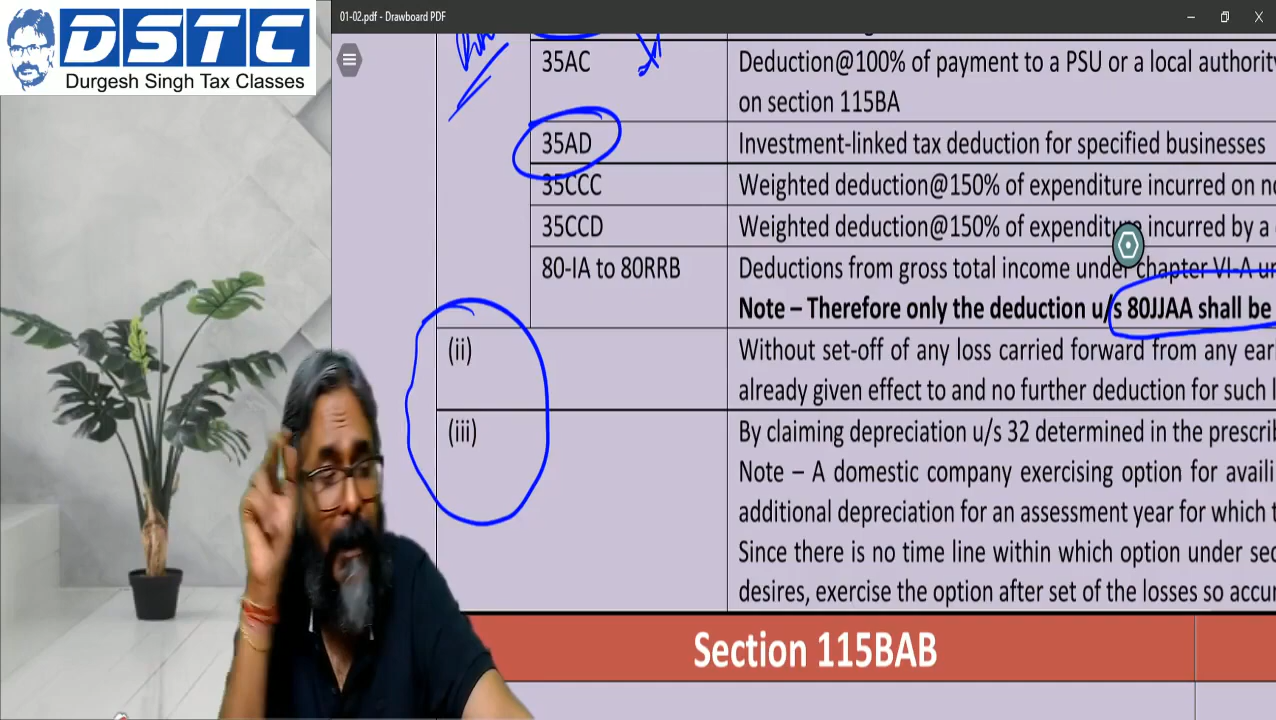 DSTC
Durgesh Singh Tax Classes
01-02.pdf - Drawboard PDF
35AC
Deduction@100% of payment to a PSU or a local authority
on section 115BA
35AD
Investment-linked tax deduction for specified businesses
35CCC
Weighted deduction@150% of expenditure incurred on no
35CCD
Weighted deduction@150% of expenditure incurred by a
80-IA to 80RRB
Deductions from gross total income under chapter VI-A un
Note – Therefore only the deduction u/s 80JJAA shall be
(ii)
Without set-off of any loss carried forward from any ear
already given effect to and no further deduction for such l
(iii)
By claiming depreciation u/s 32 determined in the prescrib
Note – A domestic company exercising option for availi
additional depreciation for an assessment year for which t
Since there is no time line within which option under sec
desires, exercise the option after set of the losses so accu
Section 115BAB